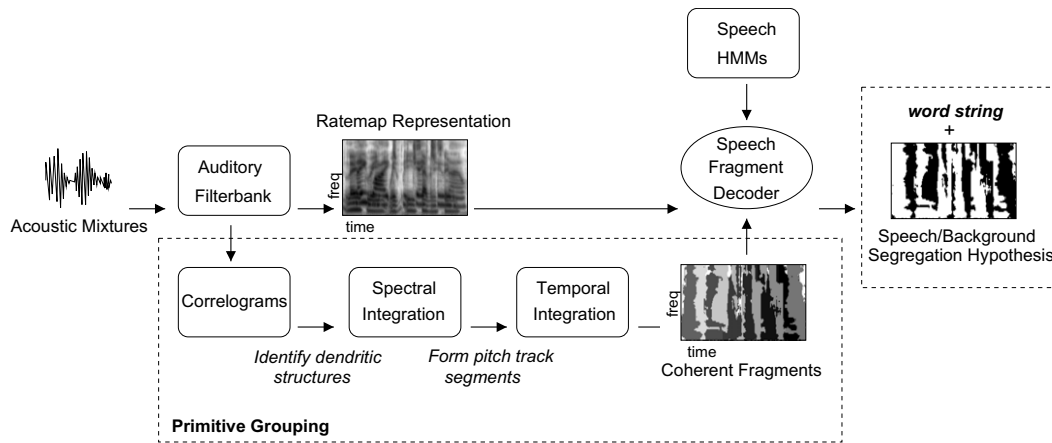 Speech
HMMs
Ratemap Representation
freq
time
Acoustic Mixtures
Auditory
Filterbank
Speech
Fragment
Decoder
word string
+
Speech/Background
Segregation Hypothesis
Correlograms
Spectral
Integration
Temporal
Integration
freq
time
Coherent Fragments
Identify dendritic
structures
Form pitch track
segments
Primitive Grouping